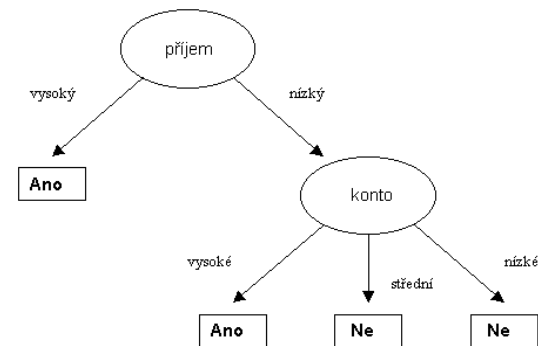 příjem
vysoký
nízký
Ano
konto
vysoké
střední
nízké
Ano
Ne
Ne